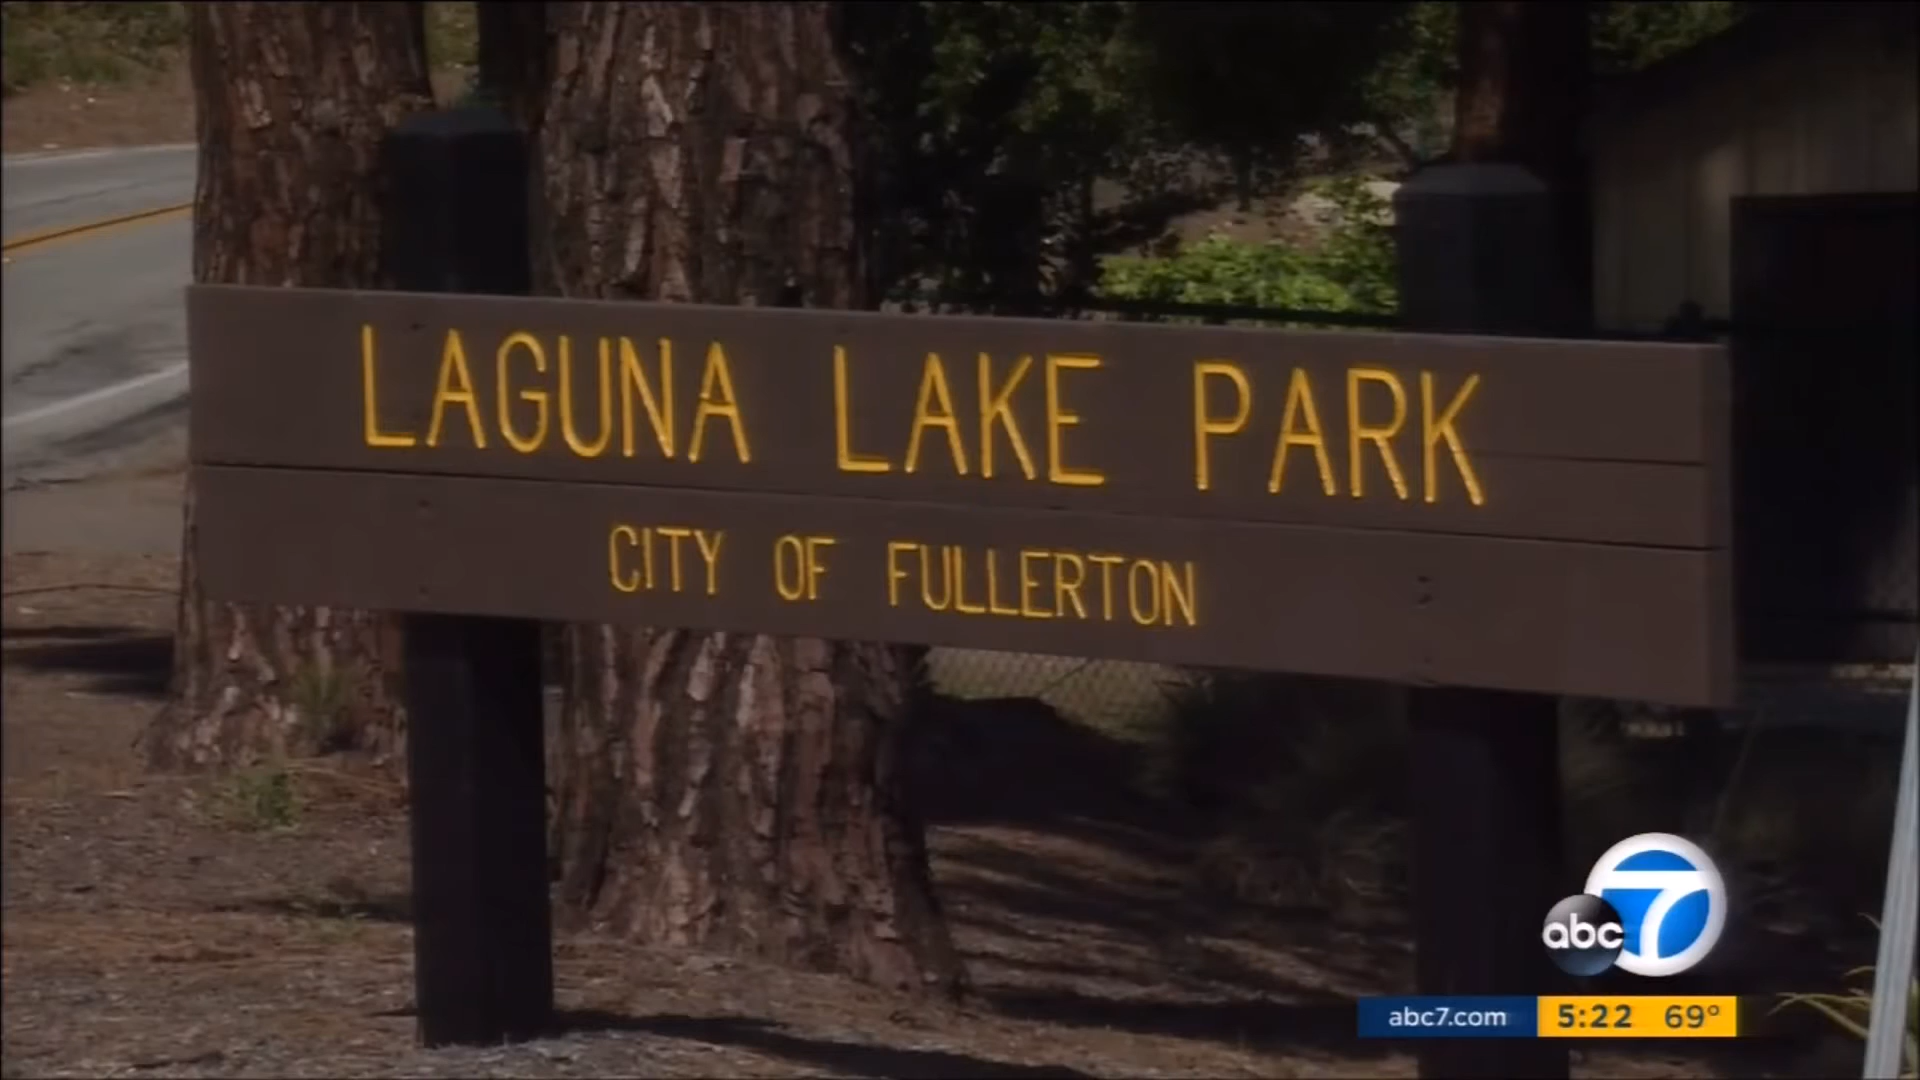 LAGUNA LAKE PARK
CITY OF FULLERTON
abc 7
abc7.com 5:22 69°